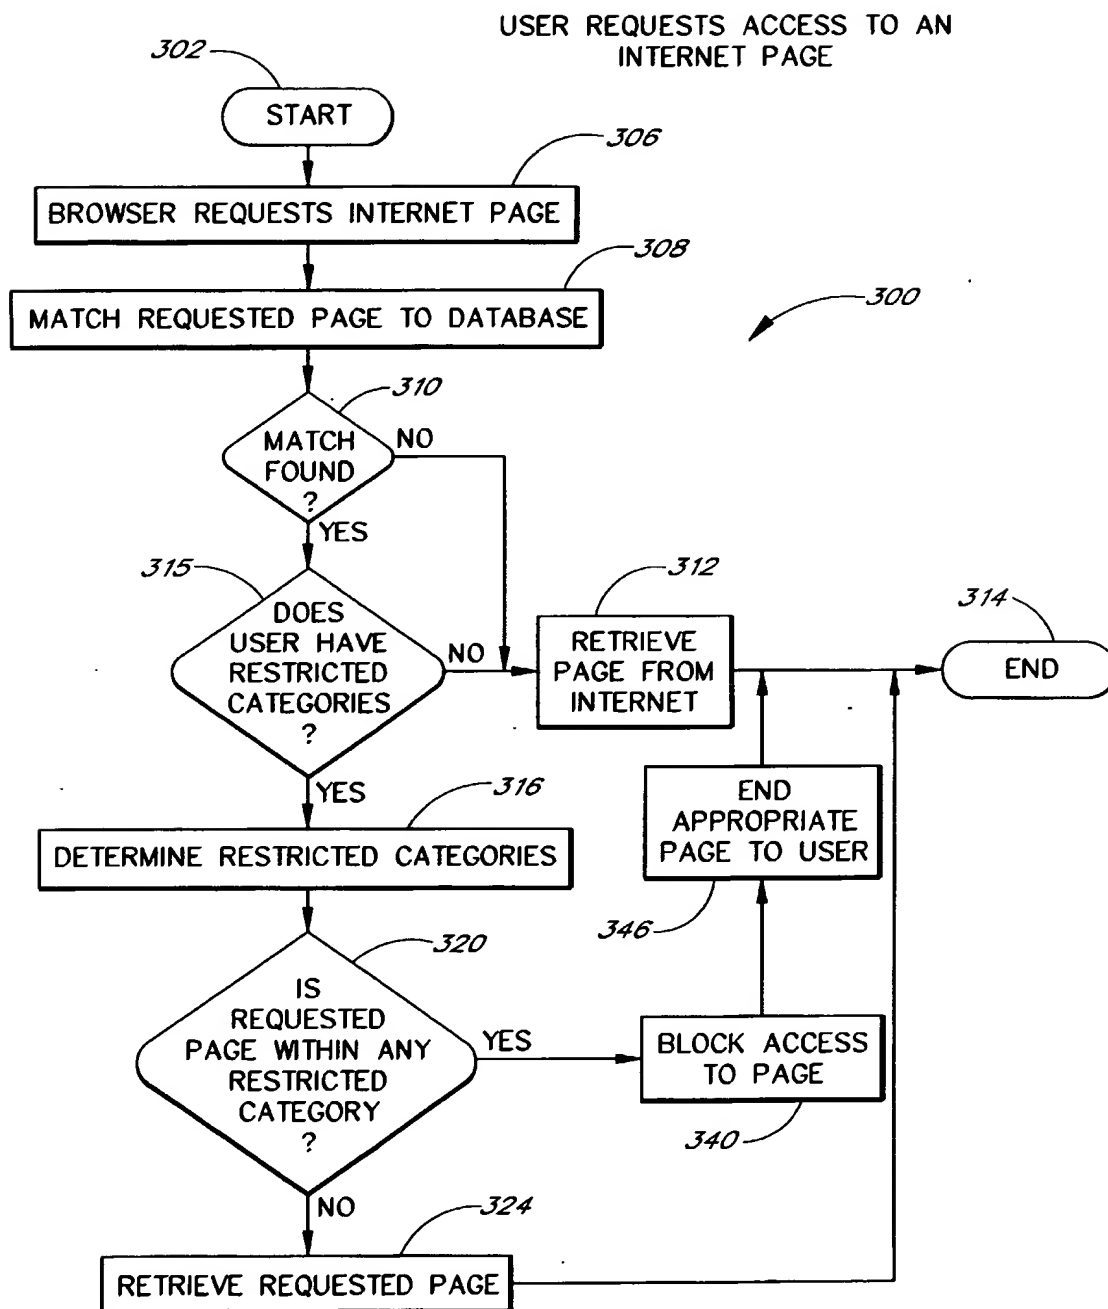 USER REQUESTS ACCESS TO AN
INTERNET PAGE
302
START
306
BROWSER REQUESTS INTERNET PAGE
308
MATCH REQUESTED PAGE TO DATABASE
300
310
MATCH
FOUND
?
NO
YES
315
DOES
USER HAVE
RESTRICTED
CATEGORIES
?
NO
312
RETRIEVE
PAGE FROM
INTERNET
314
END
YES
316
DETERMINE RESTRICTED CATEGORIES
END
APPROPRIATE
PAGE TO USER
346
320
IS
REQUESTED
PAGE WITHIN ANY
RESTRICTED
CATEGORY
?
YES
BLOCK ACCESS
TO PAGE
340
NO
324
RETRIEVE REQUESTED PAGE